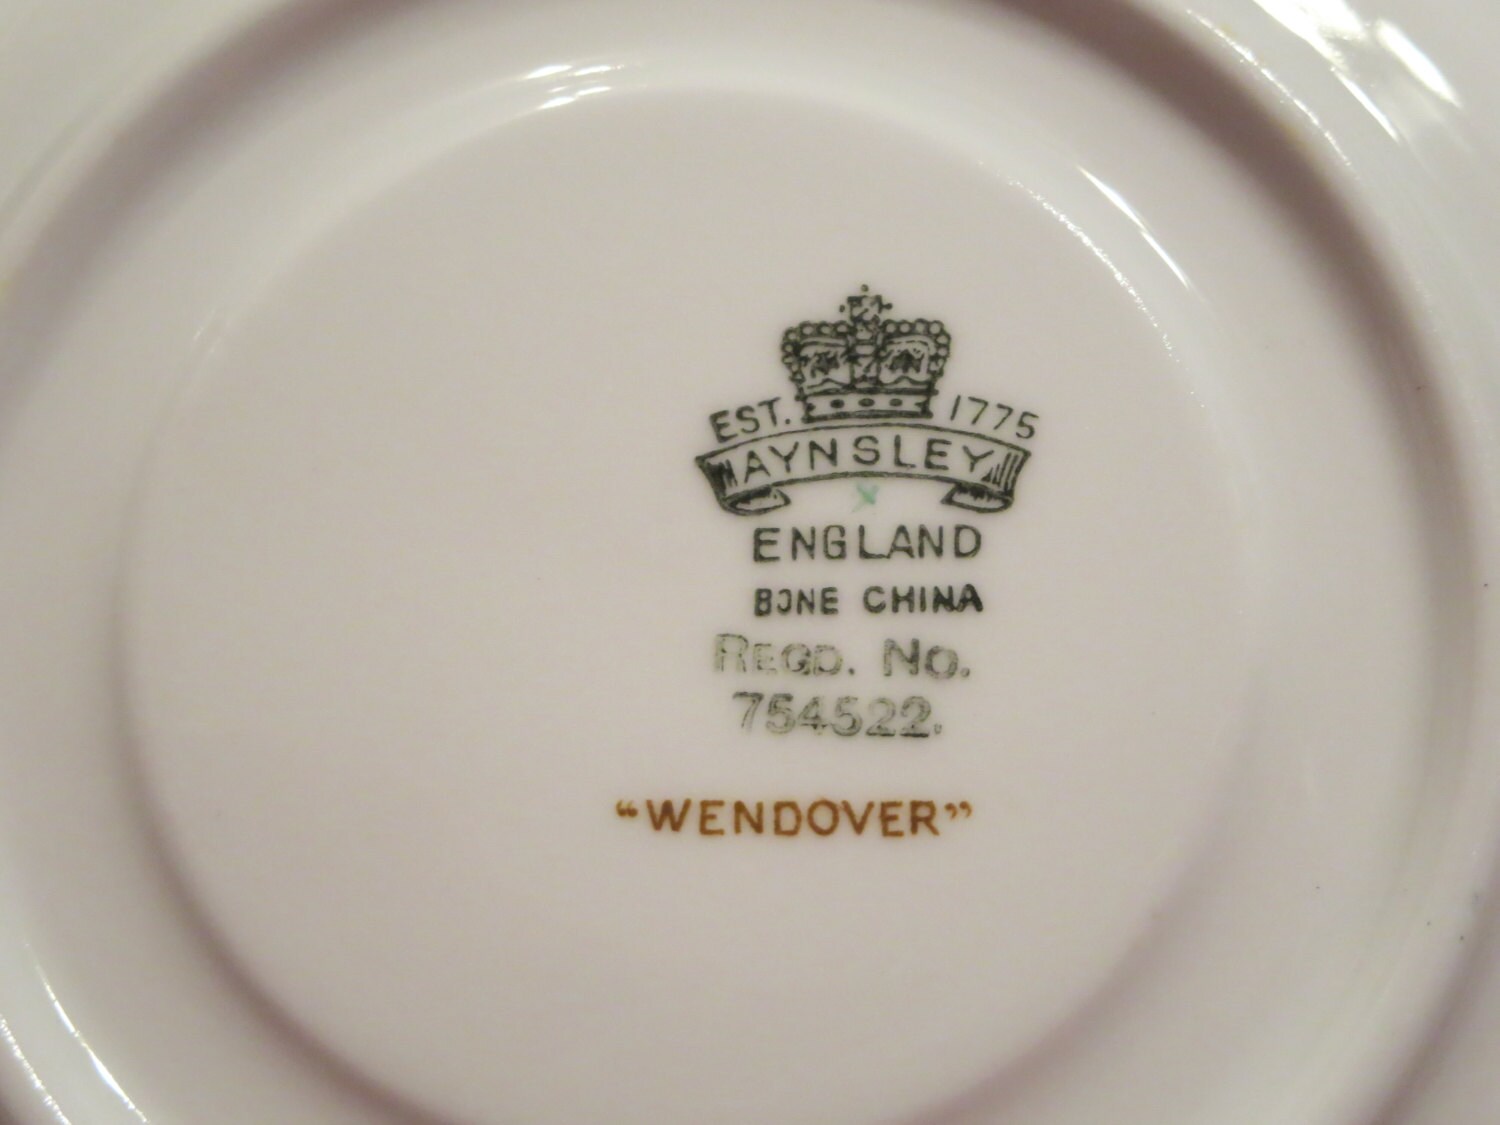 EST. 1775
AYNSLEY
ENGLAND
BONE CHINA
REGD. NO.
754522.
“WENDOVER”